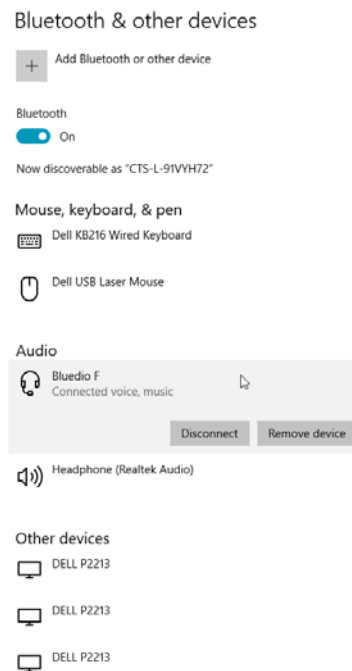 Bluetooth & other devices
Add Bluetooth or other device
Bluetooth
On
Now discoverable as "CTS-L-91VYH72"
Mouse, keyboard, & pen
Dell KB216 Wired Keyboard
Dell USB Laser Mouse
Audio
Bluedio F
Connected voice, music
Disconnect Remove device
Headphone (Realtek Audio)
Other devices
DELL P2213
DELL P2213
DELL P2213